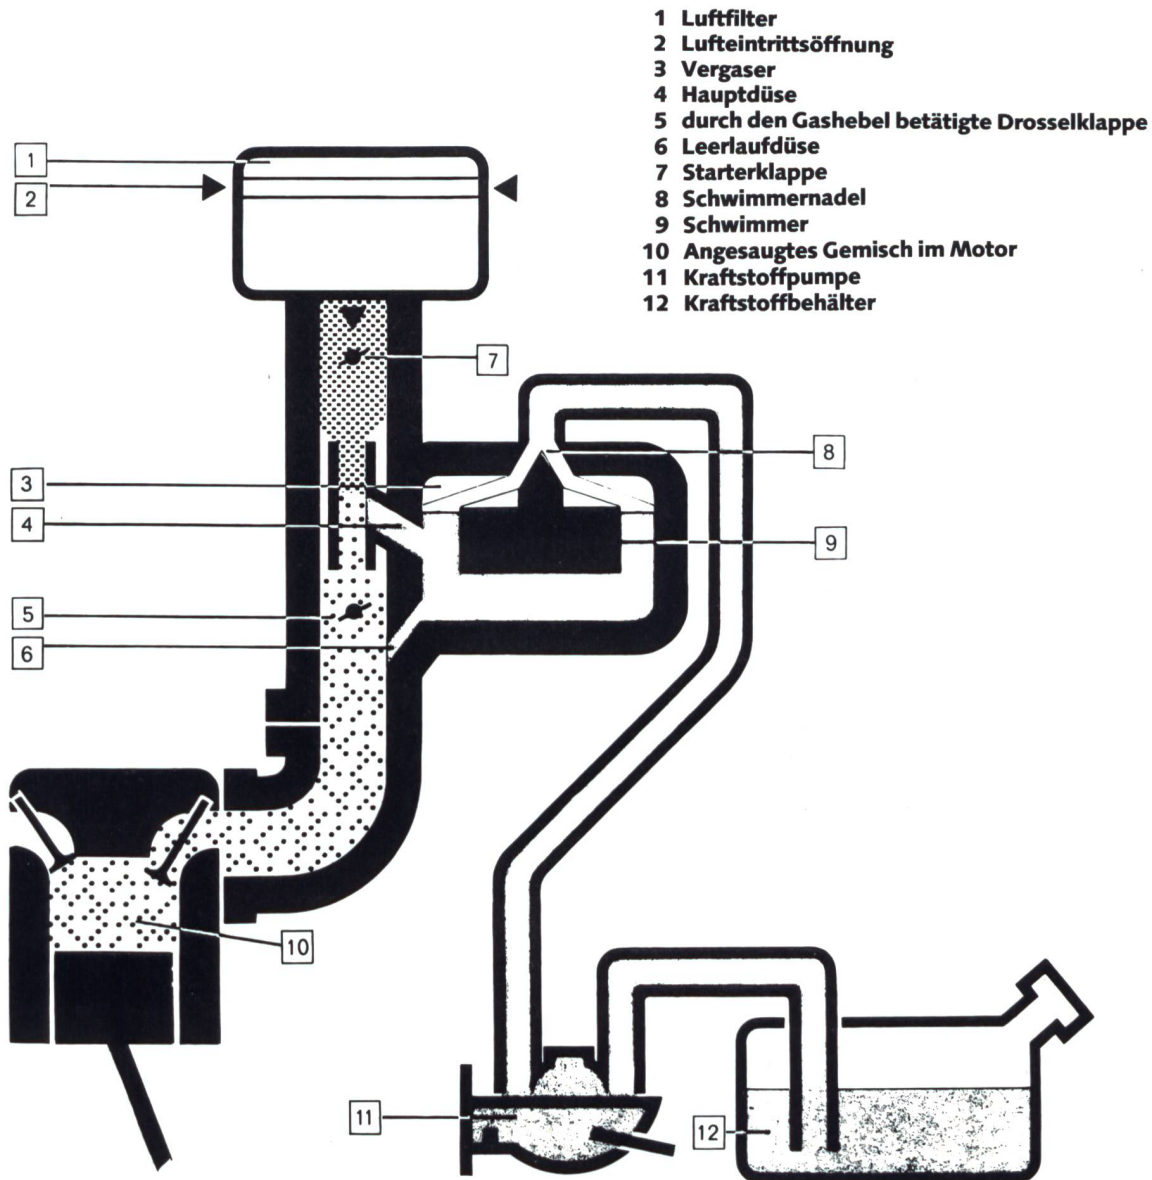 1 Luftfilter
2 Lufteintrittsöffnung
3 Vergaser
4 Hauptdüse
5 durch den Gashebel betätigte Drosselklappe
6 Leerlaufdüse
7 Starterklappe
8 Schwimmernadel
9 Schwimmer
10 Angesaugtes Gemisch im Motor
11 Kraftstoffpumpe
12 Kraftstoffbehälter
1
2
7
8
3
4
9
5
6
10
11
12